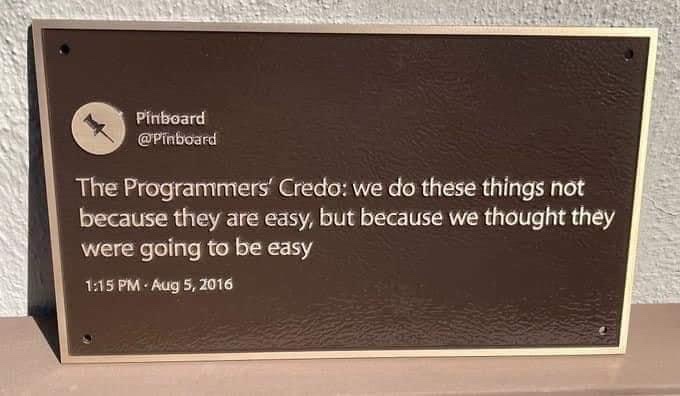 Pinboard
@Pinboard
The Programmers' Credo: we do these things not
because they are easy, but because we thought they
were going to be easy
1:15 PM · Aug 5, 2016